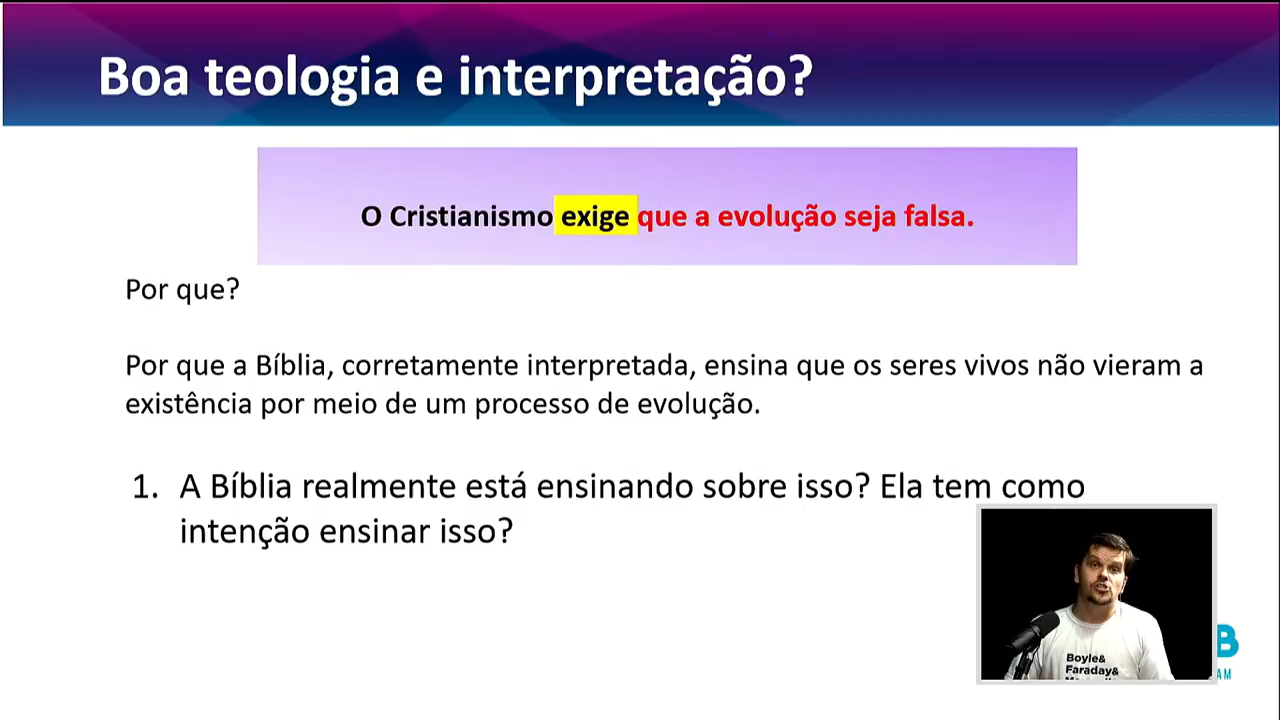 Boa teologia e interpretação?
O Cristianismo exige que a evolução seja falsa.
Por que?
Por que a Bíblia, corretamente interpretada, ensina que os seres vivos não vieram a
existência por meio de um processo de evolução.
1. A Bíblia realmente está ensinando sobre isso? Ela tem como
intenção ensinar isso?
Boyle&
Faraday&